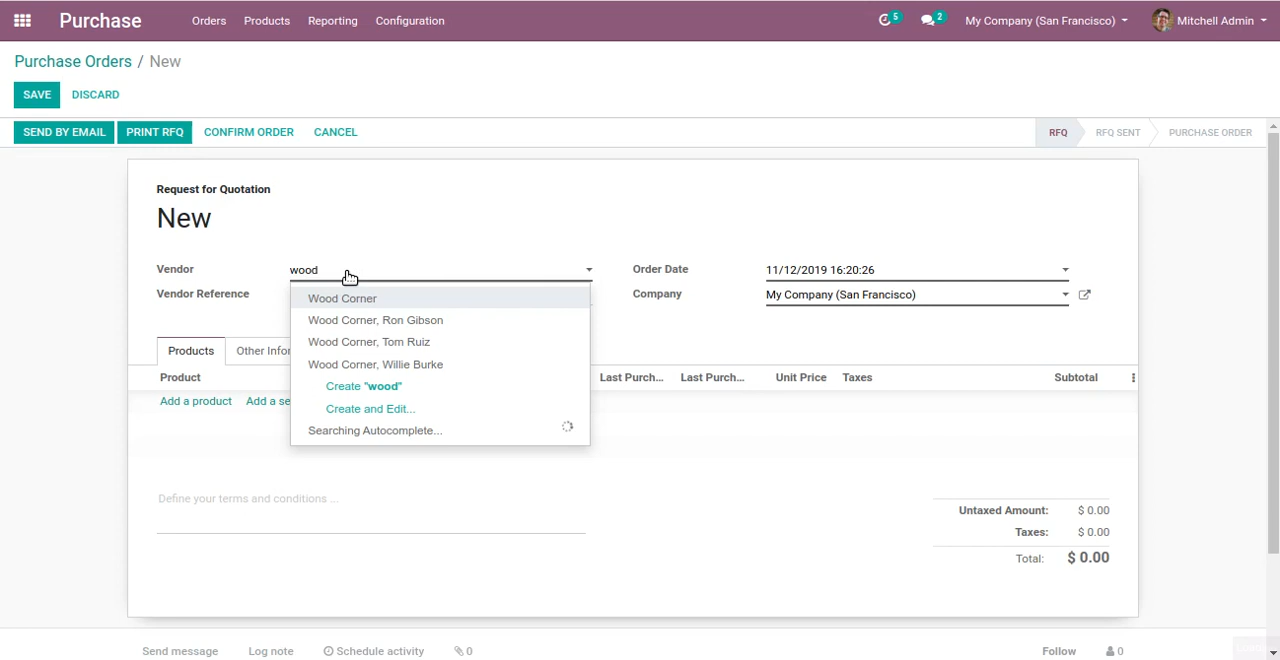 Purchase Orders Products Reporting Configuration 5 2 My Company (San Francisco) Mitchell Admin
Purchase Orders / New
SAVE DISCARD
SEND BY EMAIL PRINT RFQ CONFIRM ORDER CANCEL RFQ RFQ SENT PURCHASE ORDER
Request for Quotation
New
Vendor wood Order Date 11/12/2019 16:20:26
Vendor Reference Company My Company (San Francisco)
Wood Corner
Wood Corner, Ron Gibson
Wood Corner, Tom Ruiz
Wood Corner, Willie Burke
Create "wood"
Create and Edit...
Searching Autocomplete...
Products Other Infor
Product Last Purch... Last Purch... Unit Price Taxes Subtotal
Add a product Add a se
Define your terms and conditions ...
Untaxed Amount: $ 0.00
Taxes: $ 0.00
Total: $ 0.00
Send message Log note Schedule activity 0 Follow 0